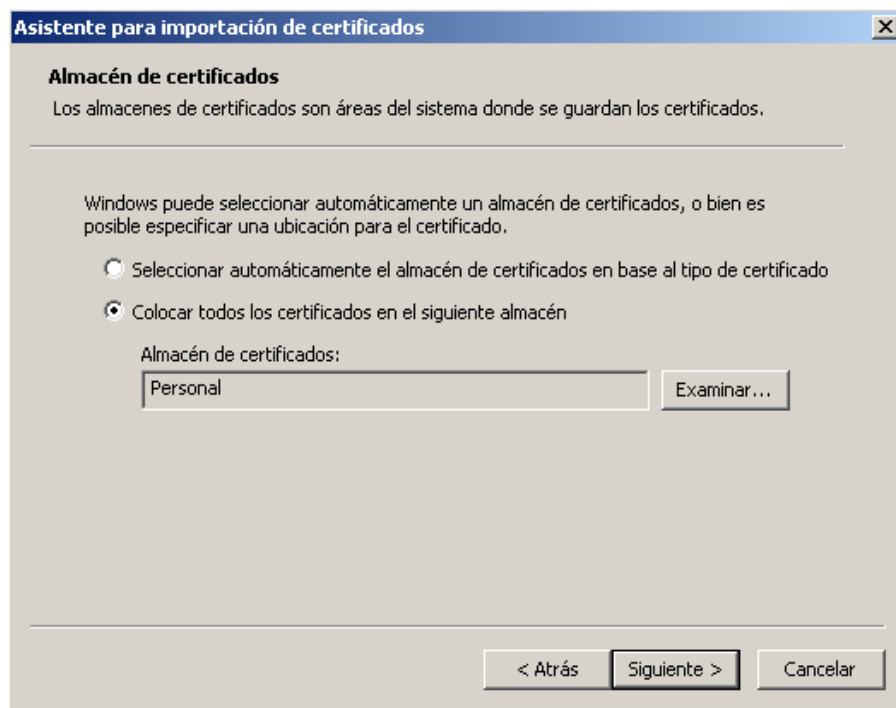 Asistente para importación de certificados
Almacén de certificados
Los almacenes de certificados son áreas del sistema donde se guardan los certificados.
Windows puede seleccionar automáticamente un almacén de certificados, o bien es
posible especificar una ubicación para el certificado.
Seleccionar automáticamente el almacén de certificados en base al tipo de certificado
Colocar todos los certificados en el siguiente almacén
Almacén de certificados:
Personal
Examinar...
< Atrás
Siguiente >
Cancelar